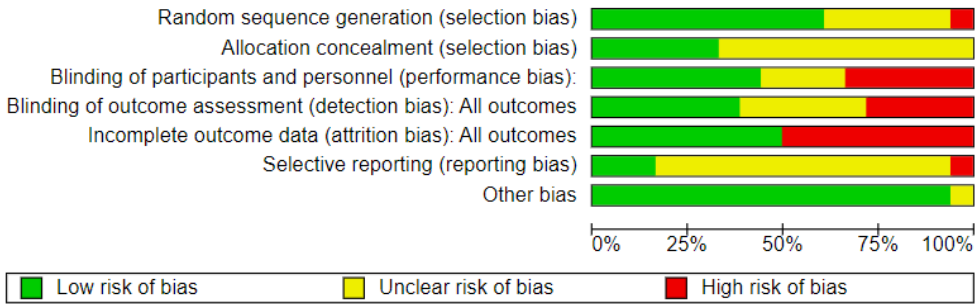 Random sequence generation (selection bias)
Allocation concealment (selection bias)
Blinding of participants and personnel (performance bias):
Blinding of outcome assessment (detection bias): All outcomes
Incomplete outcome data (attrition bias): All outcomes
Selective reporting (reporting bias)
Other bias
0% 25% 50% 75% 100%
Low risk of bias Unclear risk of bias High risk of bias